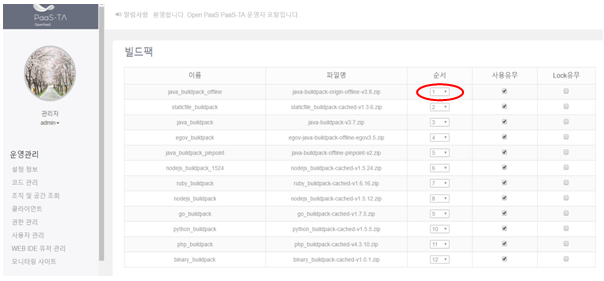 PaaS-TA
관리자
admin
운영관리
설정 정보
코드 관리
조직 및 공간 조회
클라이언트
권한 관리
사용자 관리
WEB IDE 유저 관리
모니터링 사이트
알림사항 환영합니다. Open PaaS PaaS-TA 운영자 포탈입니다.
빌드팩
이름 파일명 순서 사용유무 Lock유무
java_buildpack_offline java-buildpack-origin-offline-v3.8.zip 1
staticfile_buildpack staticfile_buildpack-cached-v1.3.6.zip 2
java_buildpack java-buildpack-v3.7.zip 3
egov_buildpack egov-java-buildpack-offline-egov3.5.zip 4
java_buildpack_pinpoint java-buildpack-offline-pinpoint-v2.zip 5
nodejs_buildpack_1524 nodejs_buildpack-cached-v1.5.24.zip 6
ruby_buildpack ruby_buildpack-cached-v1.6.16.zip 7
nodejs_buildpack nodejs_buildpack-cached-v1.5.12.zip 8
go_buildpack go_buildpack-cached-v1.7.5.zip 9
python_buildpack python_buildpack-cached-v1.5.5.zip 10
php_buildpack php_buildpack-cached-v4.3.10.zip 11
binary_buildpack binary_buildpack-cached-v1.0.1.zip 12